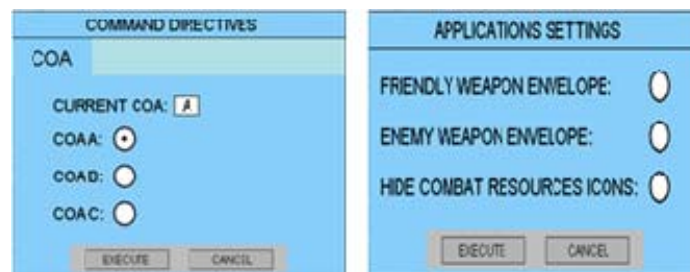 COMMAND DIRECTIVES
COA
CURRENT COA: A
COAA:
COAB:
COAC:
EXECUTE CANCEL
APPLICATIONS SETTINGS
FRIENDLY WEAPON ENVELOPE:
ENEMY WEAPON ENVELOPE:
HIDE COMBAT RESOURCES ICONS:
EXECUTE CANCEL